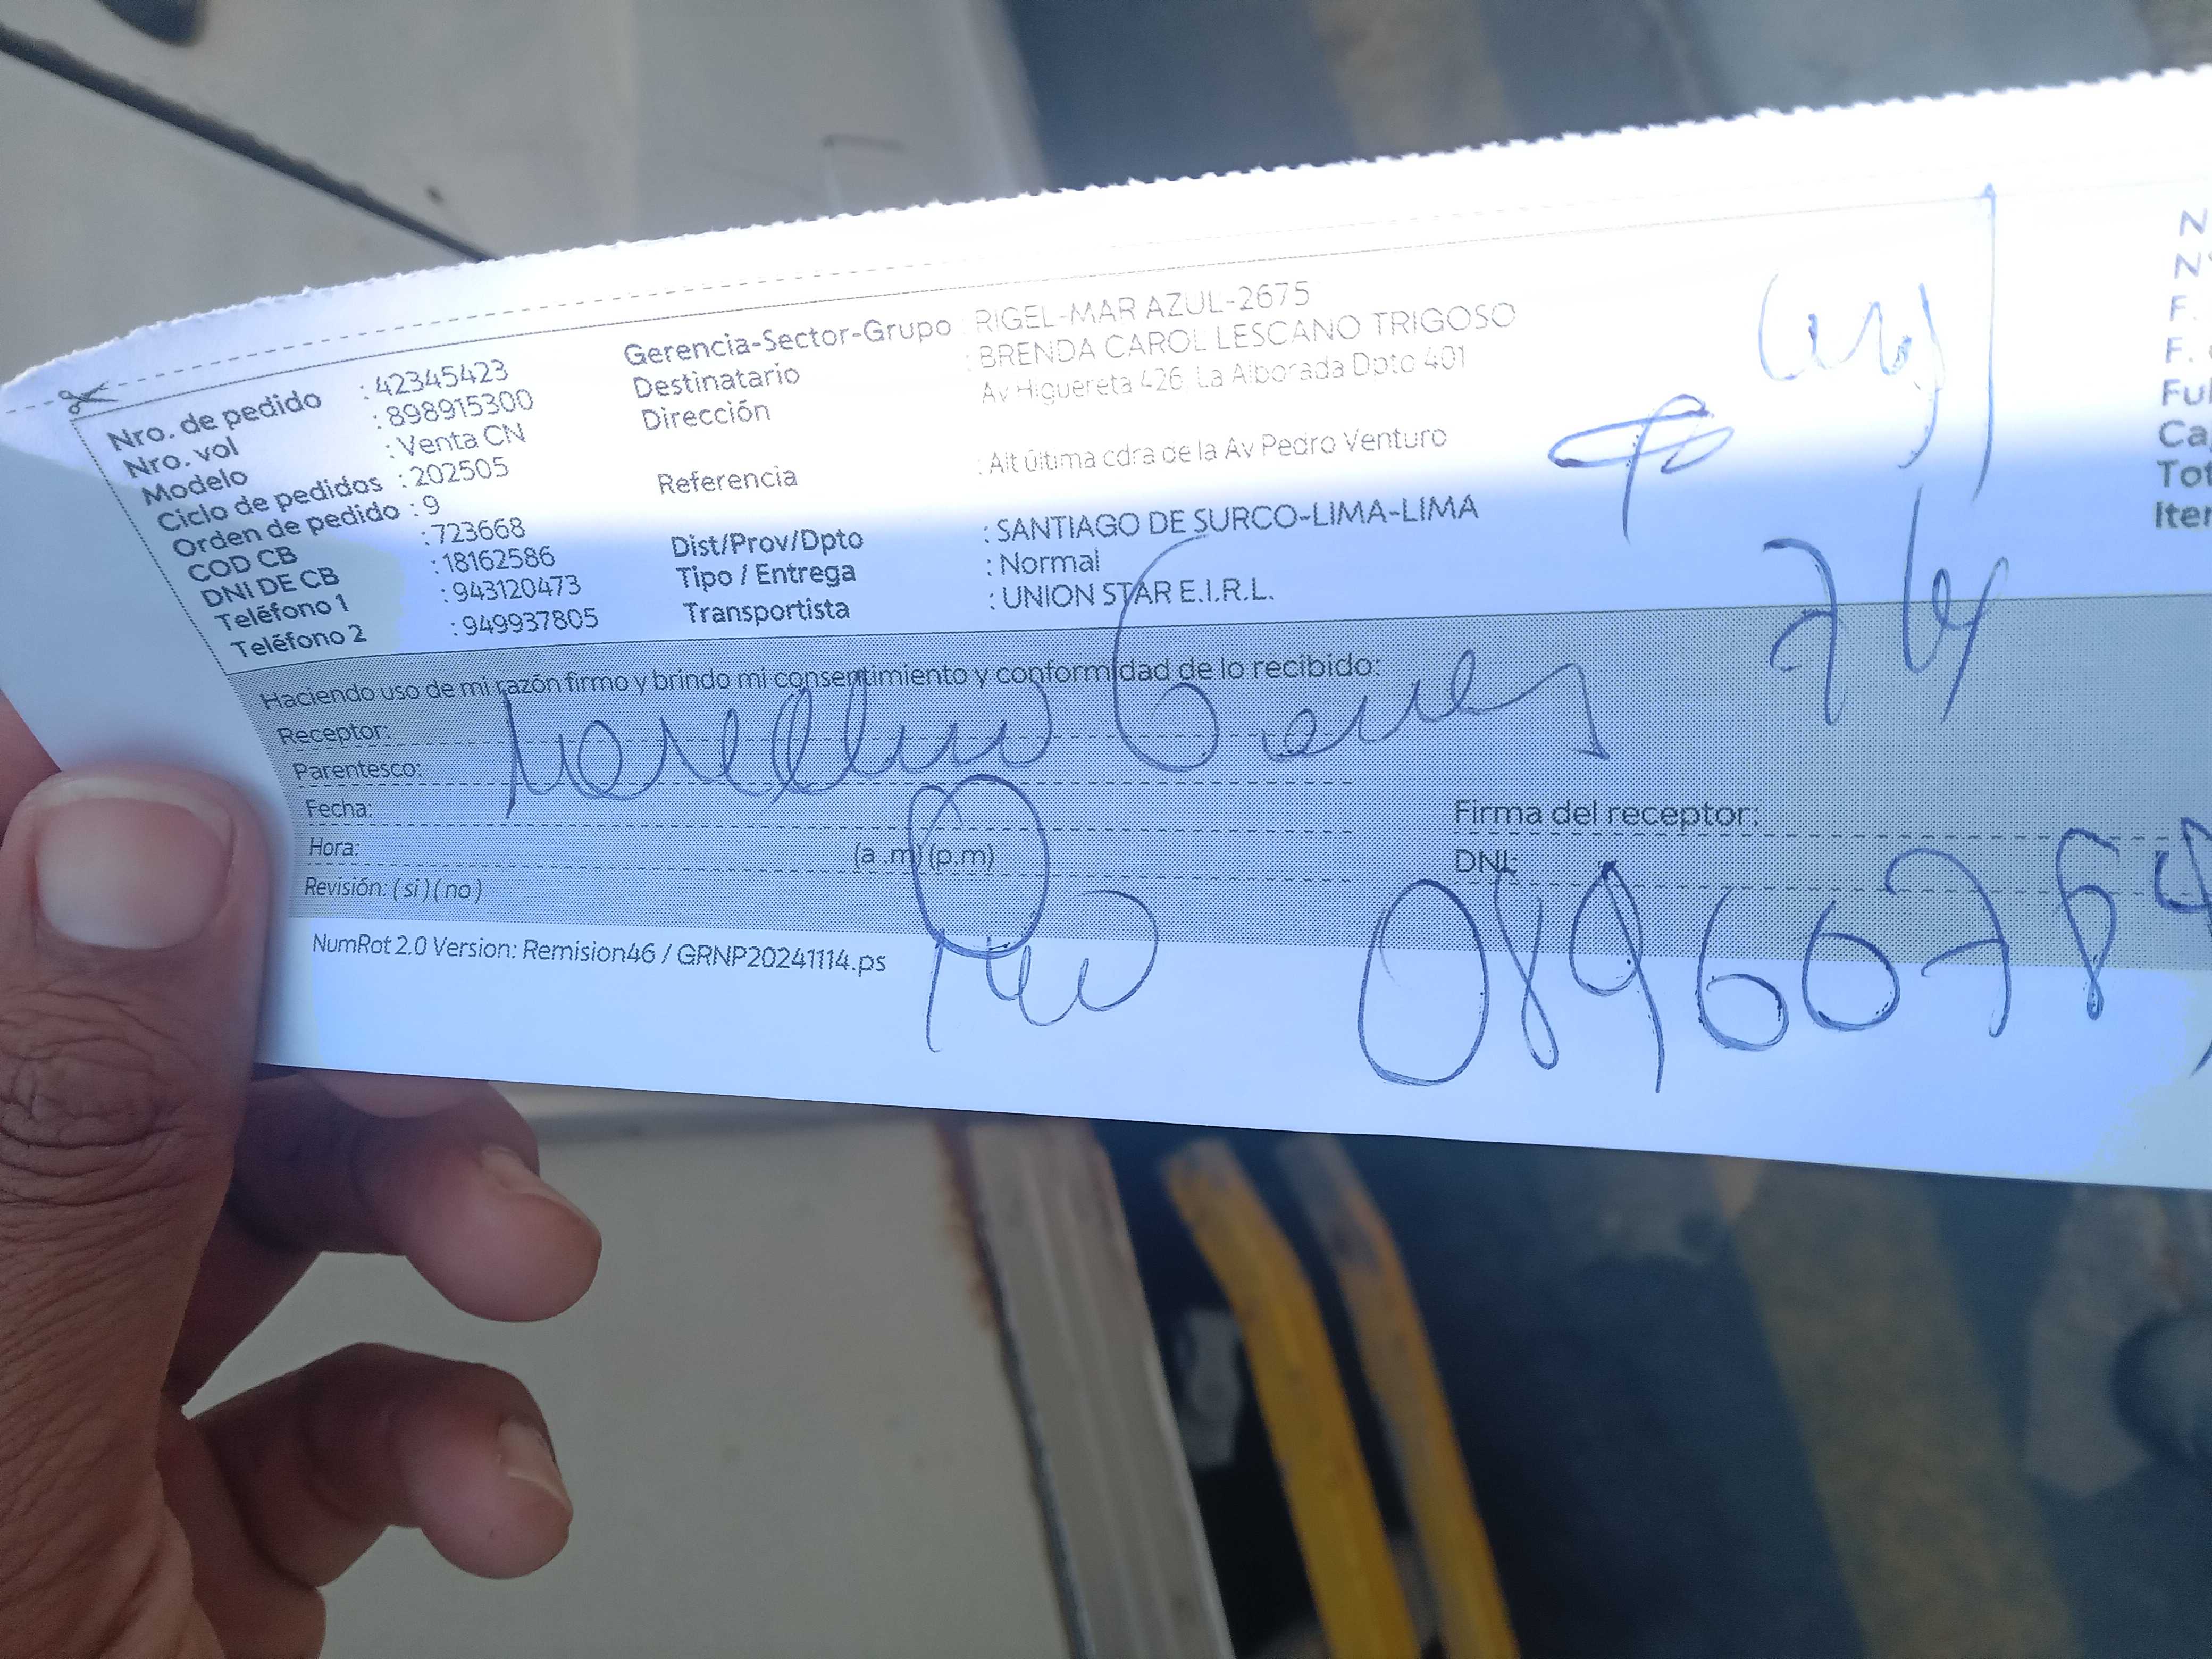 Nro. de pedido : 42345423
Nro. vol : 898915300
Modelo : Venta CN
Ciclo de pedidos : 202505
Orden de pedido : 9
COD CB : 723668
DNI DE CB : 18162586
Teléfono 1 : 943120473
Teléfono 2 : 949937805
Gerencia-Sector-Grupo : RIGEL-MAR AZUL-2675
Destinatario : BRENDA CAROL LESCANO TRIGOSO
Dirección Av Higuereta 426 La Alborada Dpto 401
Referencia : Alt última cdra de la Av Pedro Venturo
Dist/Prov/Dpto : SANTIAGO DE SURCO-LIMA-LIMA
Tipo / Entrega : Normal
Transportista : UNION STAR E.I.R.L.
N
N
F.
F.
Ful
Ca
Tot
Iter
Haciendo uso de mi razón firmo y brindo mi consentimiento y conformidad de lo recibido:
Receptor:
Parentesco:
Fecha:
Hora: (a .m) (p.m)
Revisión: ( si ) ( no )
Firma del receptor:
DNI:
NumRot 2.0 Version: Remision46 / GRNP20241114.ps